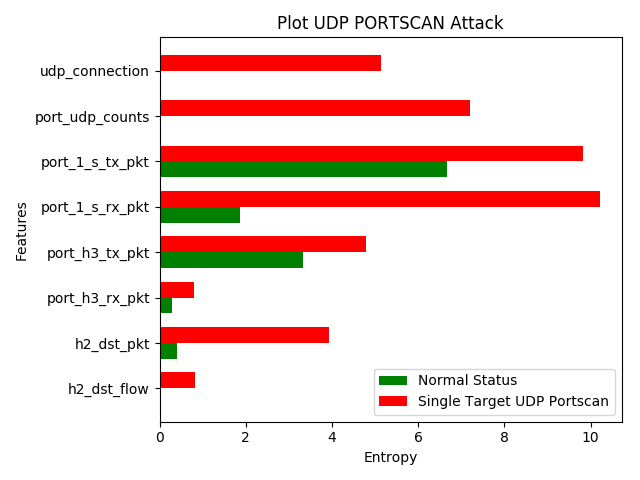 Plot UDP PORTSCAN Attack
udp_connection
port_udp_counts
port_1_s_tx_pkt
port_1_s_rx_pkt
port_h3_tx_pkt
port_h3_rx_pkt
h2_dst_pkt
h2_dst_flow
Features
Normal Status
Single Target UDP Portscan
0 2 4 6 8 10
Entropy